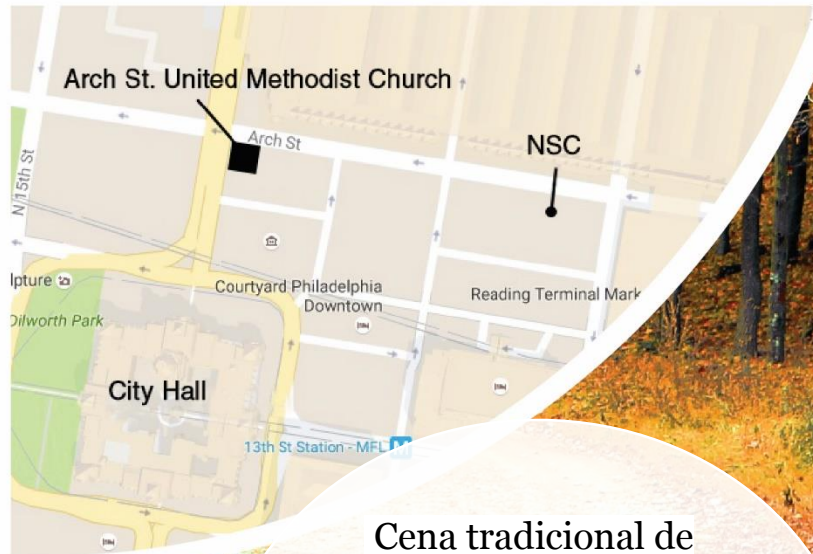 Arch St. United Methodist Church
Arch St
NSC
N 15th St
lpture
Courtyard Philadelphia
Downtown
Reading Terminal Mark
Dilworth Park
City Hall
13th St Station - MFL M
Cena tradicional de